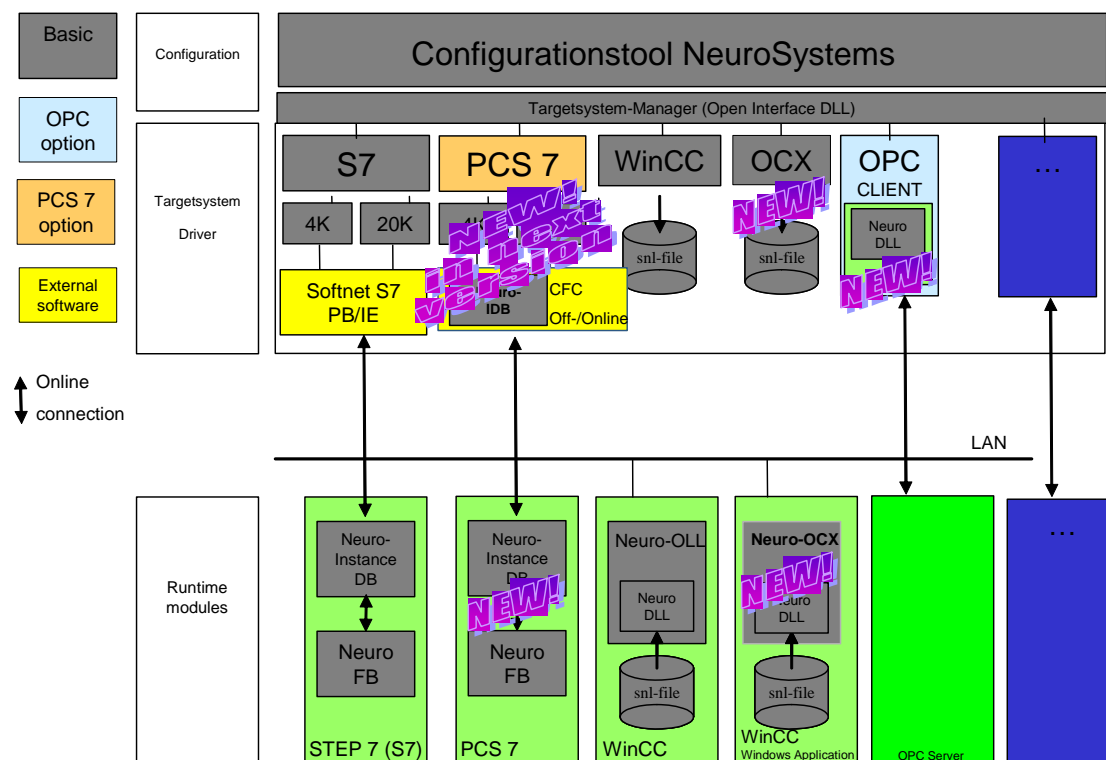 Basic
OPC
option
PCS 7
option
External
software
Online
connection
Configuration
Configurationstool NeuroSystems
Targetsystem-Manager (Open Interface DLL)
Targetsystem
Driver
S7
4K
20K
Softnet S7
PB/IE
PCS 7
NEW!
in next
version
IDB
CFC
Off-/Online
WinCC
snl-file
OCX
NEW!
snl-file
OPC
CLIENT
Neuro
DLL
NEW!
...
LAN
Runtime
modules
Neuro-
Instance
DB
Neuro
FB
STEP 7 (S7)
Neuro-
Instance
DB
NEW!
Neuro
FB
PCS 7
Neuro-OLL
Neuro
DLL
snl-file
WinCC
Neuro-OCX
NEW!
Neuro
DLL
snl-file
WinCC
Windows Application
OPC Server
...